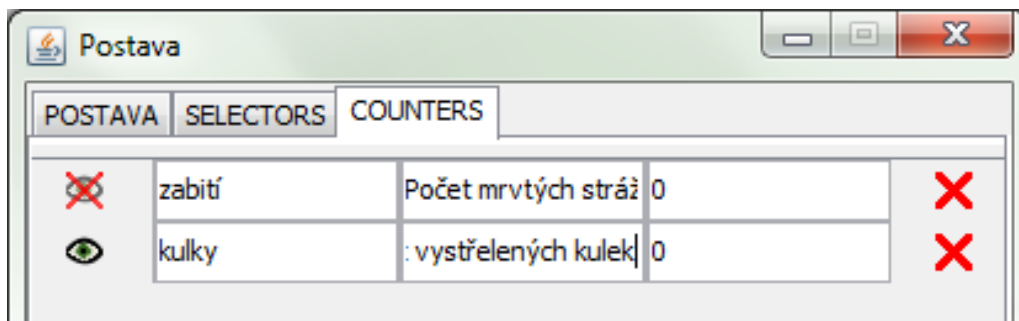 Postava
POSTAVA SELECTORS COUNTERS
zabití Počet mrvtých stráž 0
kulky : vystřelených kulek 0